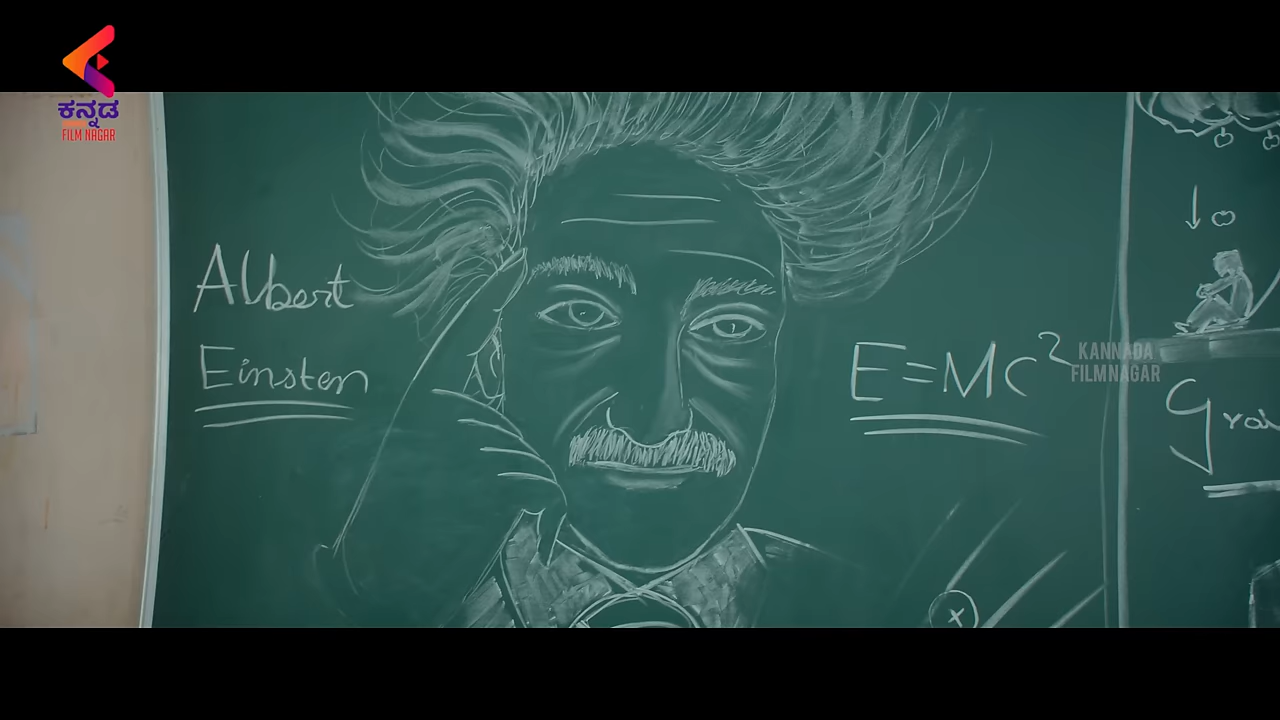 ಕನ್ನಡ
FILM NAGAR
Albert
Einsten
E=Mc²
KANNADA
FILMNAGAR
x